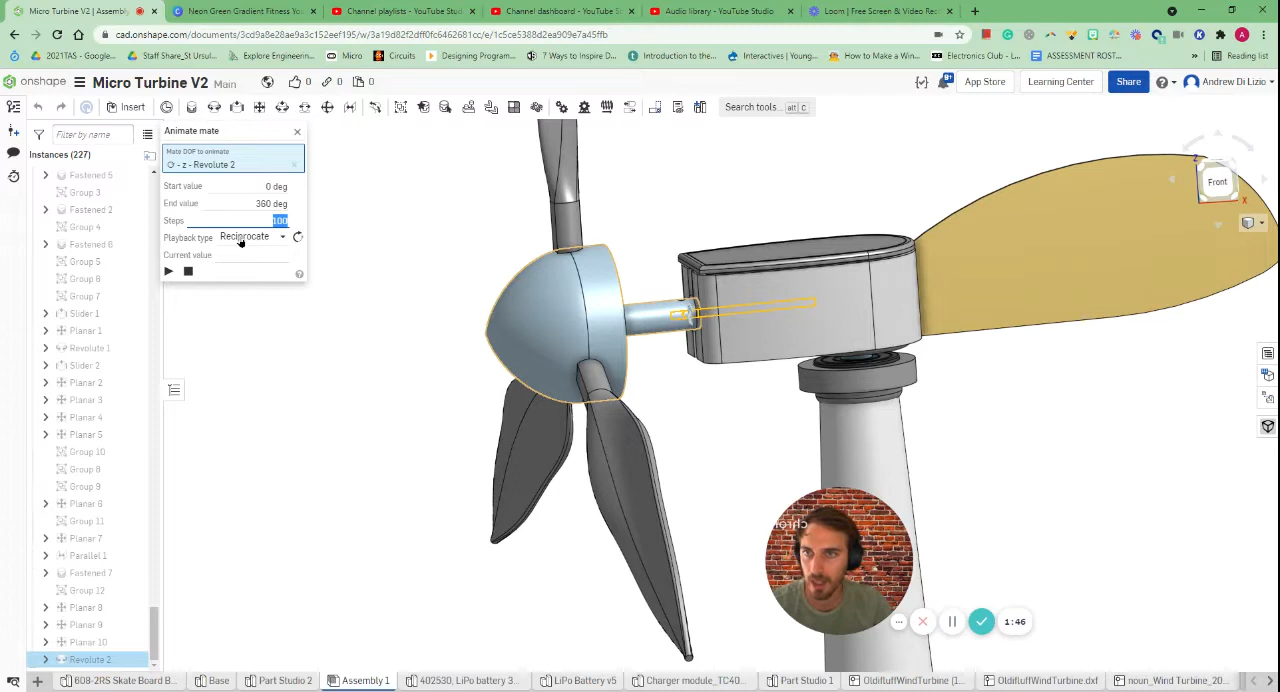 Micro Turbine V2 | Assembly 1
Neon Green Gradient Fitness You
Channel playlists - YouTube Stud
Channel dashboard - YouTube S
Audio library - YouTube Studio
Loom | Free Screen & Video Rec
cad.onshape.com/documents/3cd9a8e28ae9a3c152eef195/w/3a19d82f2dff0fc6462681cc/e/1c5ce5388d2ea909e7a45ffb
2021TAS
Staff Share_St Ursul...
Explore Engineering...
Micro
Circuits
Designing Program...
7 Ways to Inspire D...
Introduction to the...
Interactives | Young...
How to Make a Win...
Electronics Club -...
ASSESSMENT ROST...
Reading list
onshape
Micro Turbine V2 Main
0 0 0
App Store
Learning Center
Share
Andrew Di Lizio
Insert
Search tools... alt C
Filter by name
Instances (227)
Fastened 5
Group 3
Fastened 2
Group 4
Fastened 6
Group 5
Group 6
Group 7
Slider 1
Planar 1
Revolute 1
Slider 2
Planar 2
Planar 3
Planar 4
Planar 5
Group 10
Group 8
Group 9
Planar 6
Group 11
Planar 7
Parallel 1
Fastened 7
Group 12
Planar 8
Planar 9
Planar 10
Revolute 2
Animate mate
Mate DOF to animate
- z - Revolute 2
Start value 0 deg
End value 360 deg
Steps 100
Playback type Reciprocate
Current value
Z
Front
X
1:46
608-2RS Skate Board B...
Base
Part Studio 2
Assembly 1
402530, LiPo battery 3...
LiPo Battery v5
Charger module_TC40...
Part Studio 1
OldifluffWindTurbine (1...
OldifluffWindTurbine.dxf
noun_Wind Turbine_20...